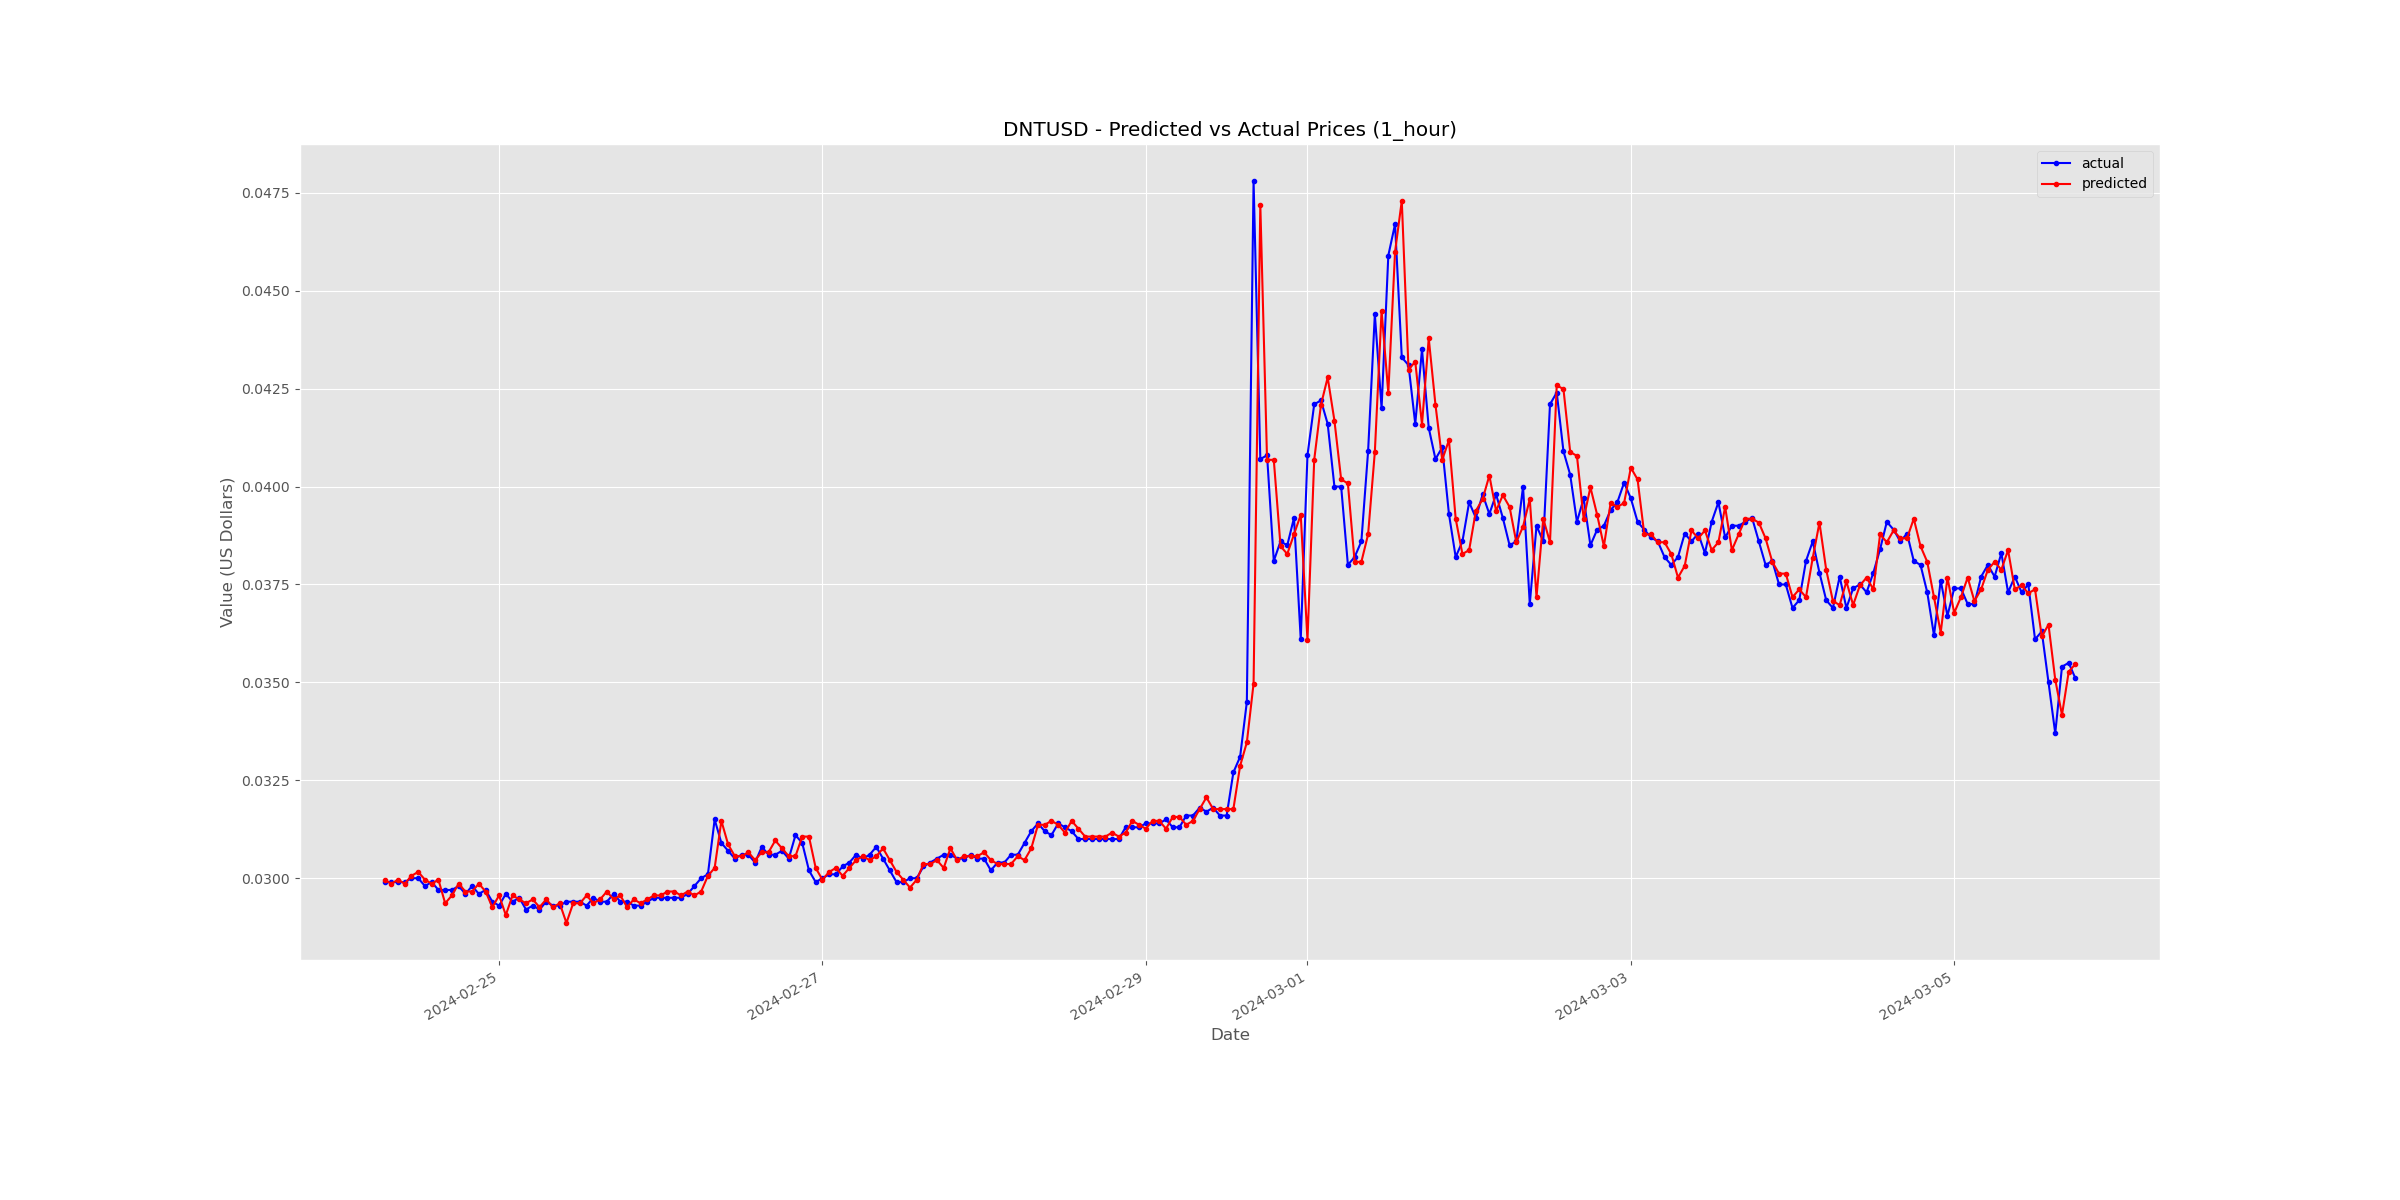 DNTUSD - Predicted vs Actual Prices (1_hour)
actual
predicted
0.0475
0.0450
0.0425
0.0400
0.0375
0.0350
0.0325
0.0300
Value (US Dollars)
2024-02-25
2024-02-27
2024-02-29
2024-03-01
2024-03-03
2024-03-05
Date